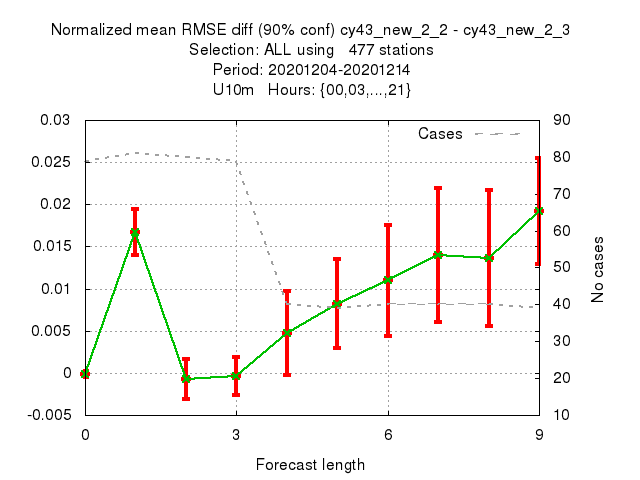 Normalized mean RMSE diff (90% conf) cy43_new_2_2 - cy43_new_2_3
Selection: ALL using   477 stations
Period: 20201204-20201214
U10m   Hours: {00,03,...,21}
Cases
0.03
0.025
0.02
0.015
0.01
0.005
0
-0.005
90
80
70
60
50
40
30
20
10
No cases
0 3 6 9
Forecast length